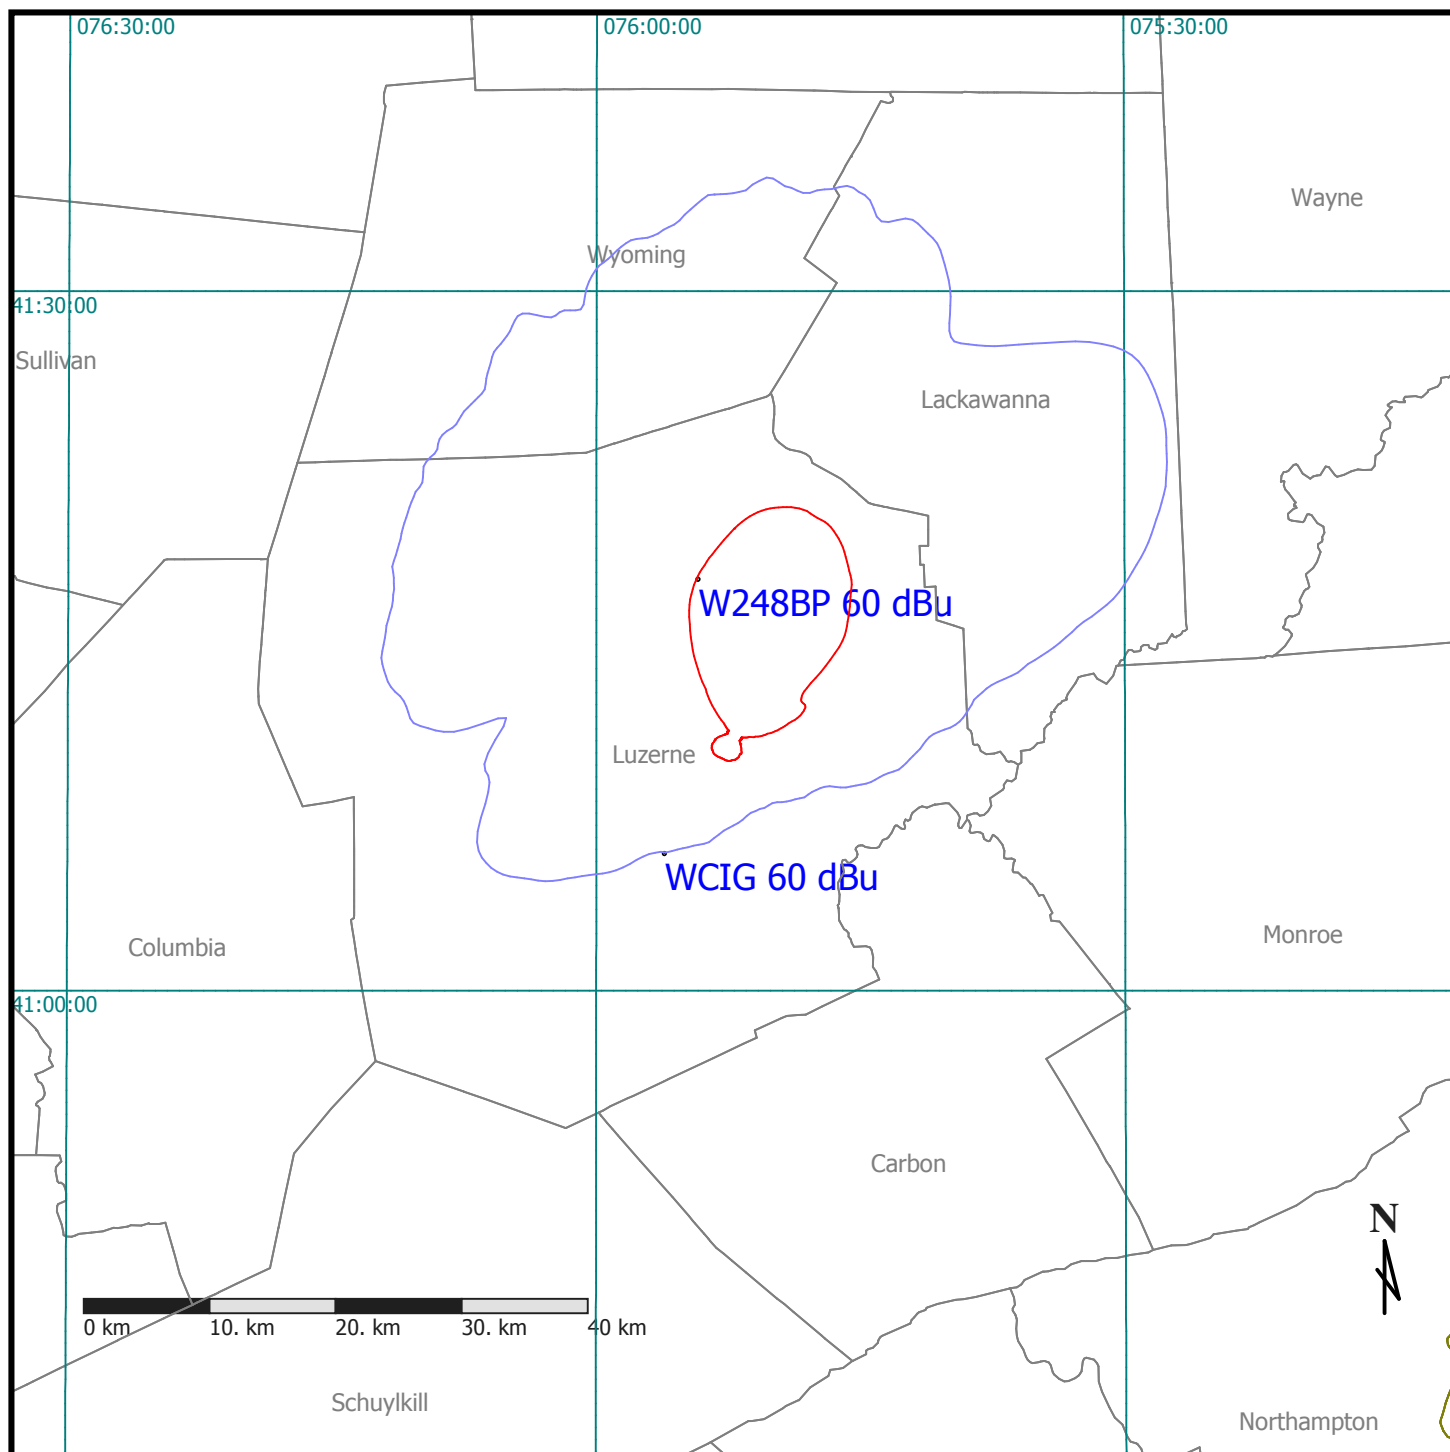 076:30:00
076:00:00
075:30:00
Wayne
Wyoming
41:30:00
Sullivan
Lackawanna
W248BP 60 dBu
Luzerne
WCIG 60 dBu
Columbia
Monroe
41:00:00
Carbon
N
0 km 10. km 20. km 30. km 40 km
Schuylkill
Northampton